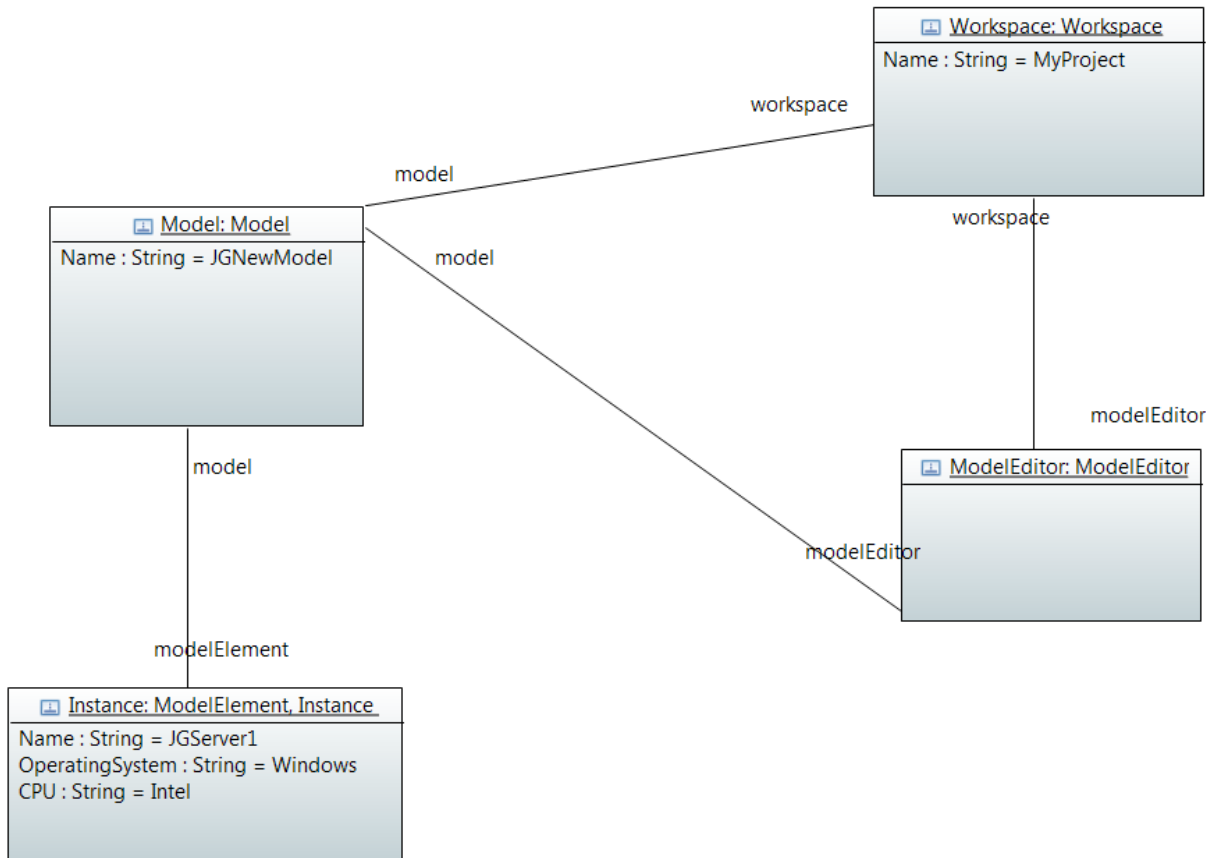 Workspace: Workspace
Name : String = MyProject
workspace
model
workspace
Model: Model
Name : String = JGNewModel
model
modelEditor
ModelEditor: ModelEditor
model
modelEditor
modelElement
Instance: ModelElement, Instance
Name : String = JGServer1
OperatingSystem : String = Windows
CPU : String = Intel